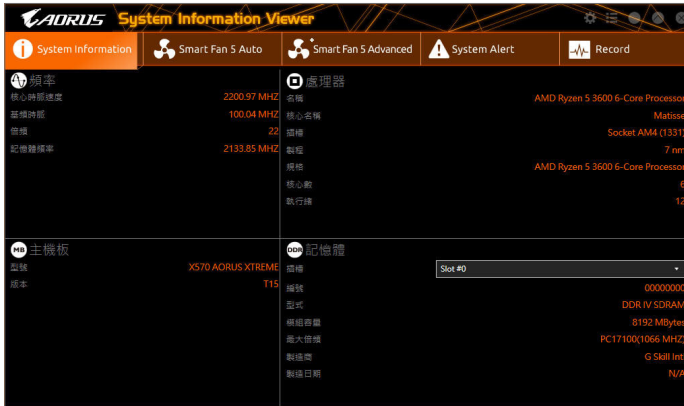 AORUS System Information Viewer
System Information
Smart Fan 5 Auto
Smart Fan 5 Advanced
System Alert
Record
頻率
核心時脈速度 2200.97 MHZ
基頻時脈 100.04 MHZ
倍頻 22
記憶體頻率 2133.85 MHZ
處理器
名稱 AMD Ryzen 5 3600 6-Core Processor
核心名稱 Matisse
插槽 Socket AM4 (1331)
製程 7 nm
規格 AMD Ryzen 5 3600 6-Core Processor
核心數 6
執行緒 12
MB 主機板
型號 X570 AORUS XTREME
版本 T15
DDR 記憶體
插槽 Slot #0
編號 00000000
型式 DDR IV SDRAM
模組容量 8192 MBytes
最大倍頻 PC17100(1066 MHZ)
製造商 G Skill Int
製造日期 N/A